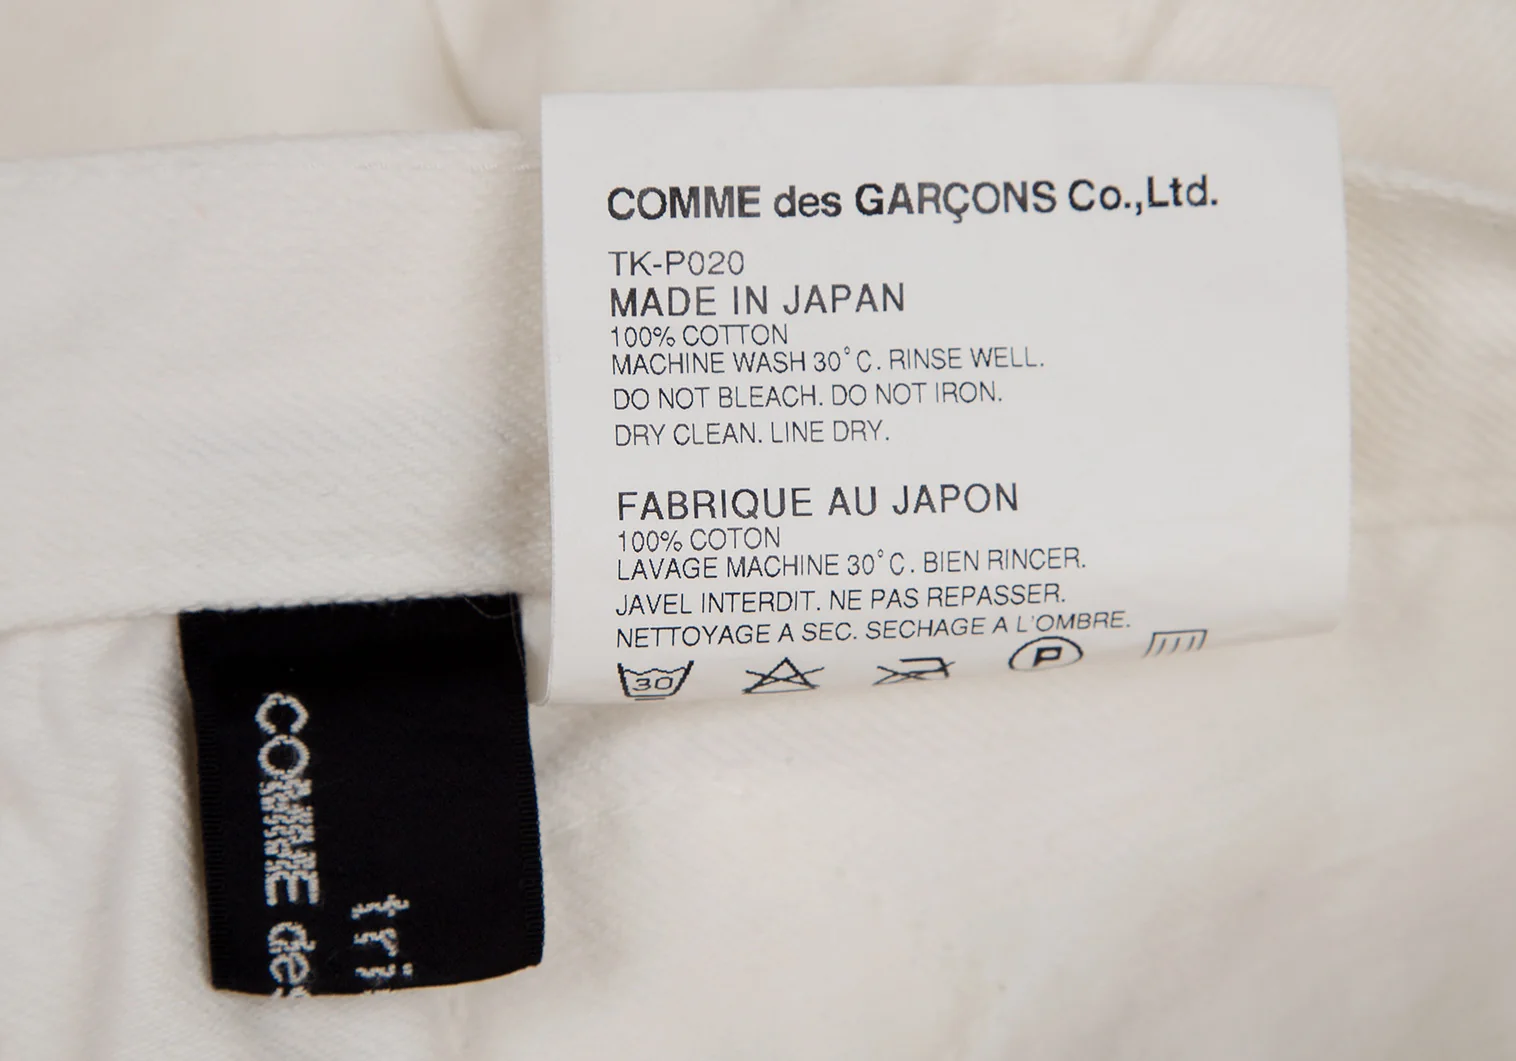 COMME des GARÇONS Co.,Ltd.
TK-P020
MADE IN JAPAN
100% COTTON
MACHINE WASH 30°C. RINSE WELL.
DO NOT BLEACH. DO NOT IRON.
DRY CLEAN. LINE DRY.
FABRIQUE AU JAPON
100% COTON
LAVAGE MACHINE 30°C. BIEN RINCER.
JAVEL INTERDIT. NE PAS REPASSER.
NETTOYAGE A SEC. SECHAGE A L'OMBRE.
30 P
COMME des
tri